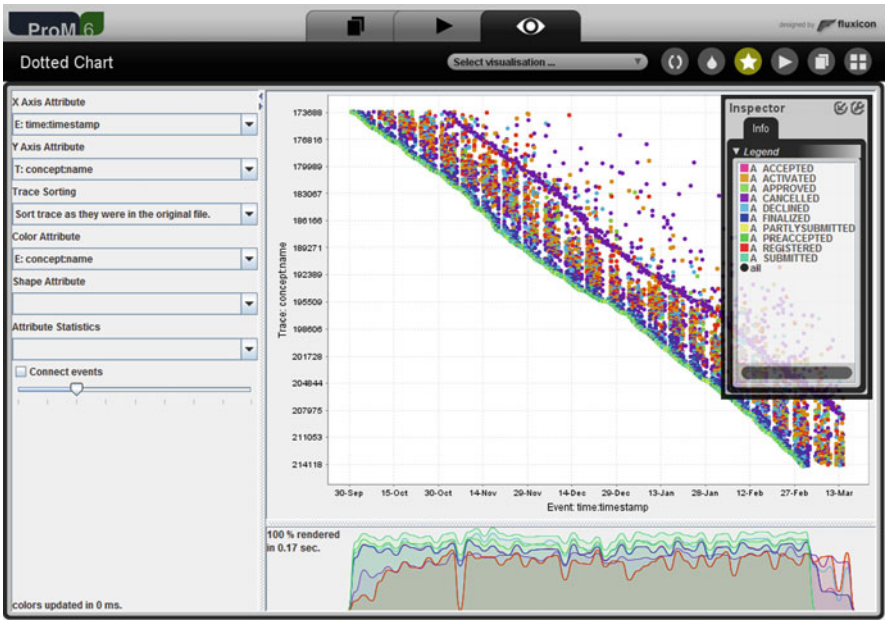 ProM 6
designed by fluxicon
Dotted Chart
Select visualisation ...
X Axis Attribute
E: time:timestamp
Y Axis Attribute
T: concept:name
Trace Sorting
Sort trace as they were in the original file.
Color Attribute
E: concept:name
Shape Attribute
Attribute Statistics
Connect events
colors updated in 0 ms.
Trace: concept:name
173688
176816
179989
183067
186166
189271
192389
195509
198606
201728
204844
207975
211053
214118
30-Sep 15-Oct 30-Oct 14-Nov 29-Nov 14-Dec 29-Dec 13-Jan 28-Jan 12-Feb 27-Feb 13-Mar
Event: time:timestamp
Inspector
Info
Legend
A ACCEPTED
A ACTIVATED
A APPROVED
A CANCELLED
A DECLINED
A FINALIZED
A PARTLYSUBMITTED
A PREACCEPTED
A REGISTERED
A SUBMITTED
all
100 % rendered
in 0.17 sec.